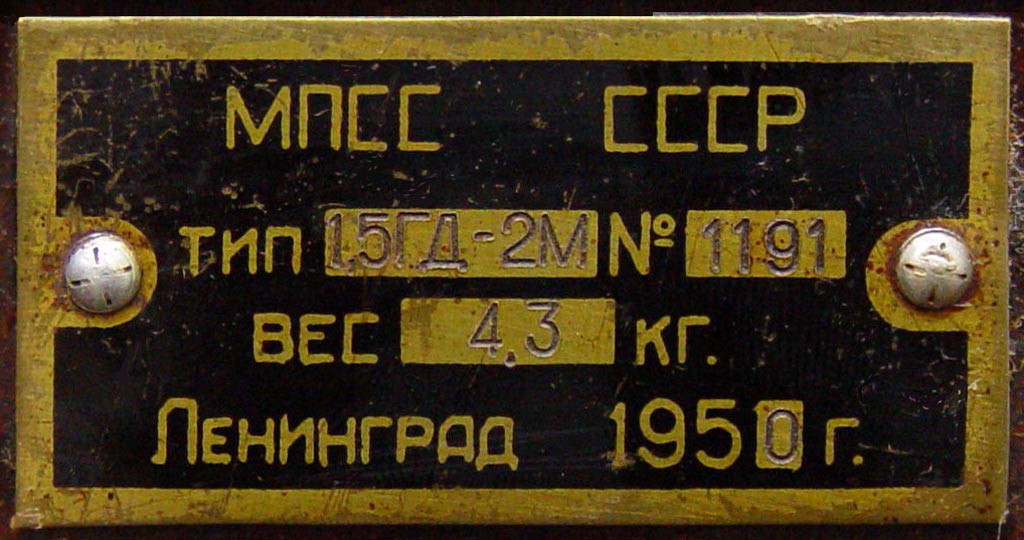 МПСС СССР
тип 1.5ГД-2М № 1191
вес 4.3 кг.
Ленинград 1950 г.